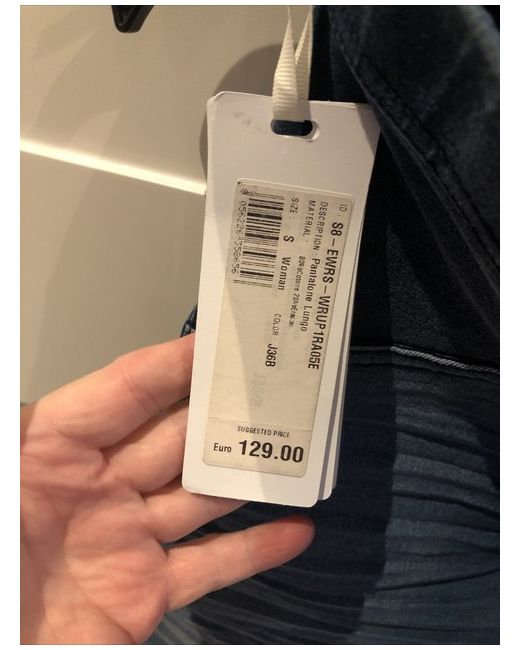 ID: S8-EWRS-WRUP1RA05E
DESCRIPTION: Pantalone Lungo
MATERIAL:
SIZE: S Woman COLOR: J36B
SUGGESTED PRICE
Euro 129.00